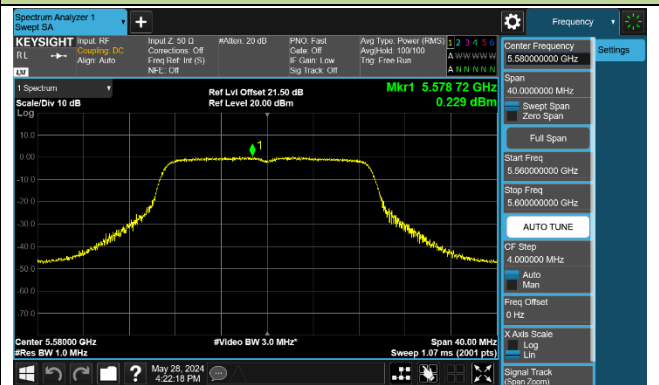 Spectrum Analyzer 1
Swept SA
+
Frequency
KEYSIGHT
RL
LXI
Input: RF
Coupling: DC
Align: Auto
Input Z: 50 Ω
Corrections: Off
Freq Ref: Int (S)
NFE: Off
#Atten: 20 dB
PNO: Fast
Gate: Off
IF Gain: Low
Sig Track: Off
Avg Type: Power (RMS)
Avg|Hold: 100/100
Trig: Free Run
1 2 3 4 5 6
A W W W W W
A N N N N N
1 Spectrum
Scale/Div 10 dB
Log
Ref Lvl Offset 21.50 dB
Ref Level 20.00 dBm
Mkr1 5.578 72 GHz
0.229 dBm
10.0
0.00
-10.0
-20.0
-30.0
-40.0
-50.0
-60.0
-70.0
1
Center 5.58000 GHz
#Res BW 1.0 MHz
#Video BW 3.0 MHz*
Span 40.00 MHz
Sweep 1.07 ms (2001 pts)
May 28, 2024
4:22:18 PM
Center Frequency
5.580000000 GHz
Settings
Span
40.0000000 MHz
Swept Span
Zero Span
Full Span
Start Freq
5.560000000 GHz
Stop Freq
5.600000000 GHz
AUTO TUNE
CF Step
4.000000 MHz
Auto
Man
Freq Offset
0 Hz
X Axis Scale
Log
Lin
Signal Track
(Span Zoom)